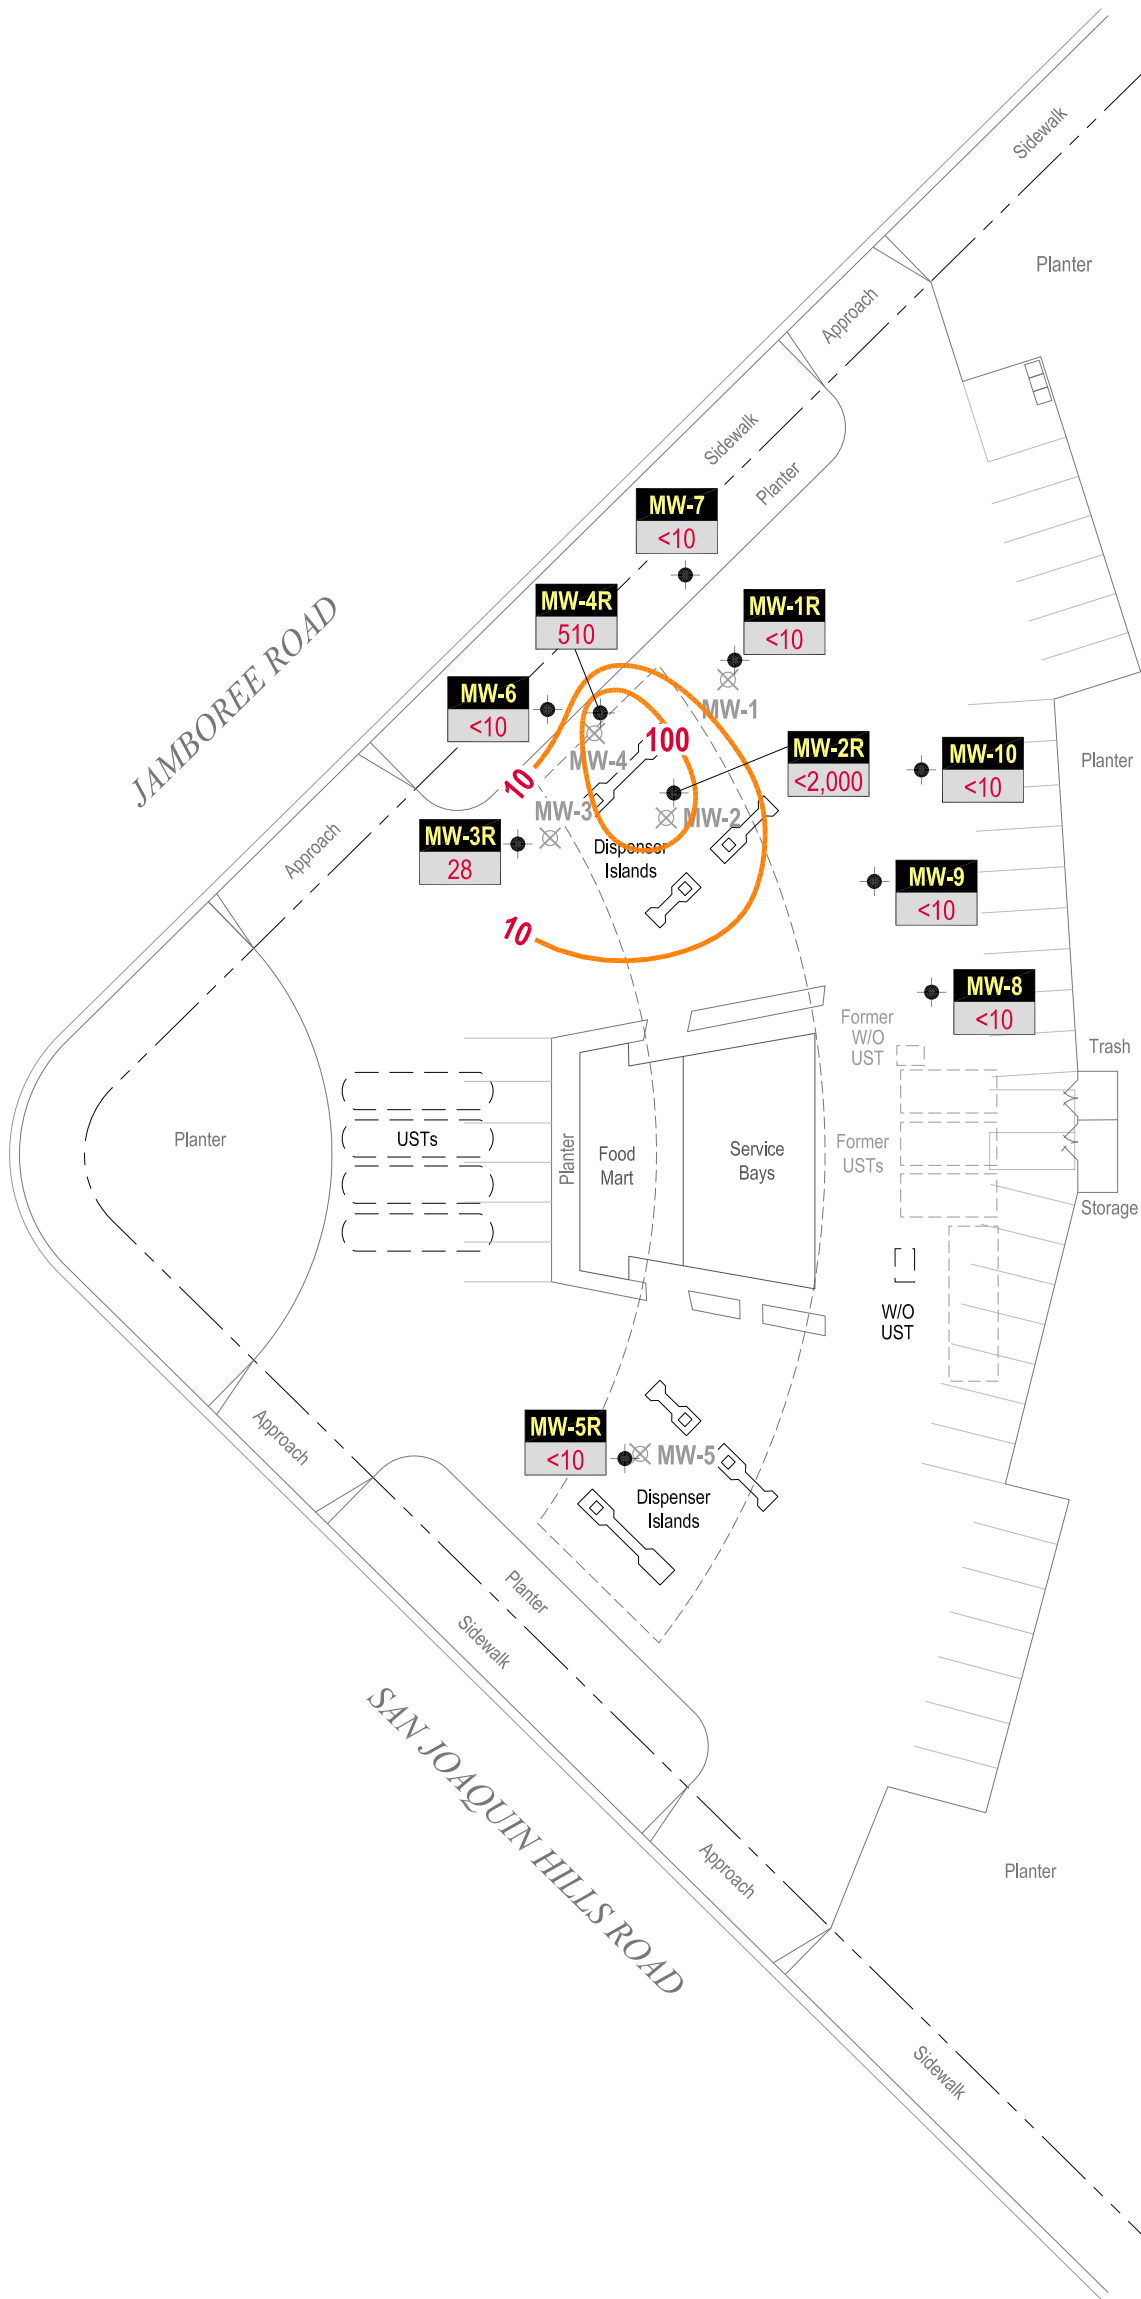 Sidewalk
Planter
Approach
Sidewalk
Planter
MW-7
<10
MW-4R
510
MW-1R
<10
JAMBOREE ROAD
MW-6
<10
MW-1
100
MW-4
10
MW-2R
<2,000
MW-10
<10
Planter
MW-3
MW-2
MW-3R
28
Approach
Dispenser
Islands
MW-9
<10
10
MW-8
<10
Former
W/O
UST
Trash
Planter
USTs
Planter
Food
Mart
Service
Bays
Former
USTs
Storage
W/O
UST
Approach
MW-5R
<10
MW-5
Dispenser
Islands
Planter
Sidewalk
SAN JOAQUIN HILLS ROAD
Approach
Planter
Sidewalk